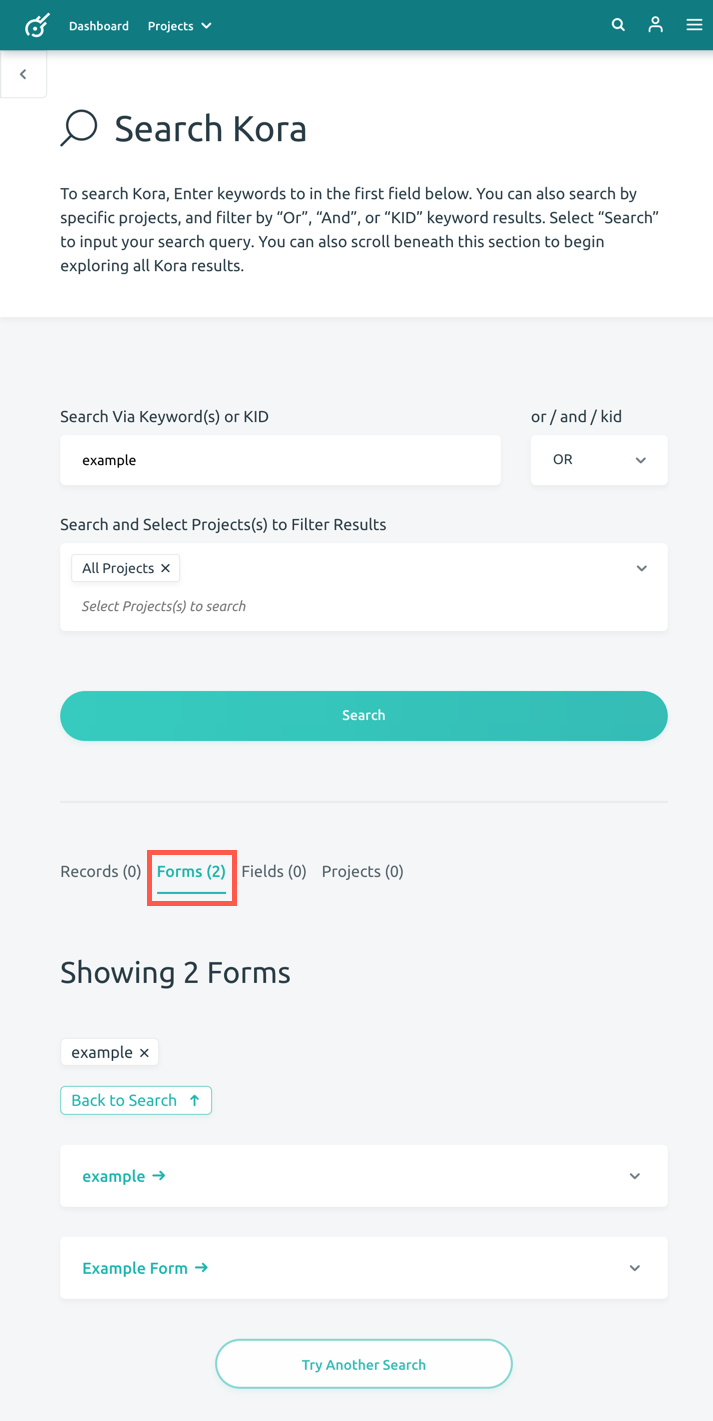 Dashboard Projects
Search Kora
To search Kora, Enter keywords to in the first field below. You can also search by
specific projects, and filter by “Or”, “And”, or “KID” keyword results. Select “Search”
to input your search query. You can also scroll beneath this section to begin
exploring all Kora results.
Search Via Keyword(s) or KID or / and / kid
example OR
Search and Select Projects(s) to Filter Results
All Projects ×
Select Projects(s) to search
Search
Records (0) Forms (2) Fields (0) Projects (0)
Showing 2 Forms
example ×
Back to Search ↑
example →
Example Form →
Try Another Search